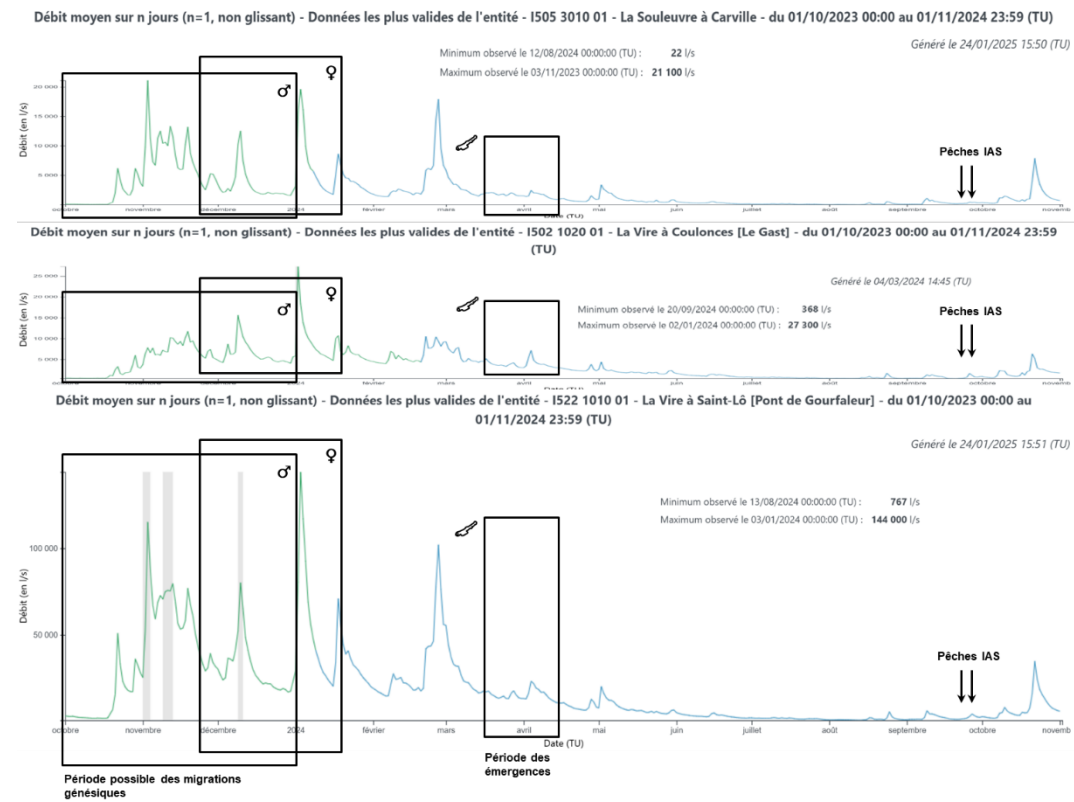 Débit moyen sur n jours (n=1, non glissant) - Données les plus valides de l'entité - I505 3010 01 - La Souleuvre à Carville - du 01/10/2023 00:00 au 01/11/2024 23:59 (TU)
Généré le 24/01/2025 15:50 (TU)
Minimum observé le 12/08/2024 00:00:00 (TU) : 22 l/s
Maximum observé le 03/11/2023 00:00:00 (TU) : 21 100 l/s
♂
♀
Débit (en l/s)
20 000
15 000
10 000
5 000
Pêches IAS
octobre novembre décembre 2024 février mars avril mai juin juillet août septembre octobre novemb
Date (TU)
Débit moyen sur n jours (n=1, non glissant) - Données les plus valides de l'entité - I502 1020 01 - La Vire à Coulonces [Le Gast] - du 01/10/2023 00:00 au 01/11/2024 23:59
(TU)
Généré le 04/03/2024 14:45 (TU)
Minimum observé le 20/09/2024 00:00:00 (TU) : 368 l/s
Maximum observé le 02/01/2024 00:00:00 (TU) : 27 300 l/s
♂
♀
Débit (en l/s)
25 000
20 000
15 000
10 000
5 000
Pêches IAS
octobre novembre décembre 2024 février mars avril mai juin juillet août septembre octobre novemb
Date (TU)
Débit moyen sur n jours (n=1, non glissant) - Données les plus valides de l'entité - I522 1010 01 - La Vire à Saint-Lô [Pont de Gourfaleur] - du 01/10/2023 00:00 au
01/11/2024 23:59 (TU)
Généré le 24/01/2025 15:51 (TU)
Minimum observé le 13/08/2024 00:00:00 (TU) : 767 l/s
Maximum observé le 03/01/2024 00:00:00 (TU) : 144 000 l/s
♂
♀
Débit (en l/s)
100 000
50 000
Pêches IAS
octobre novembre décembre 2024 février mars avril mai juin juillet août septembre octobre novemb
Date (TU)
Période des
émergences
Période possible des migrations
génésiques